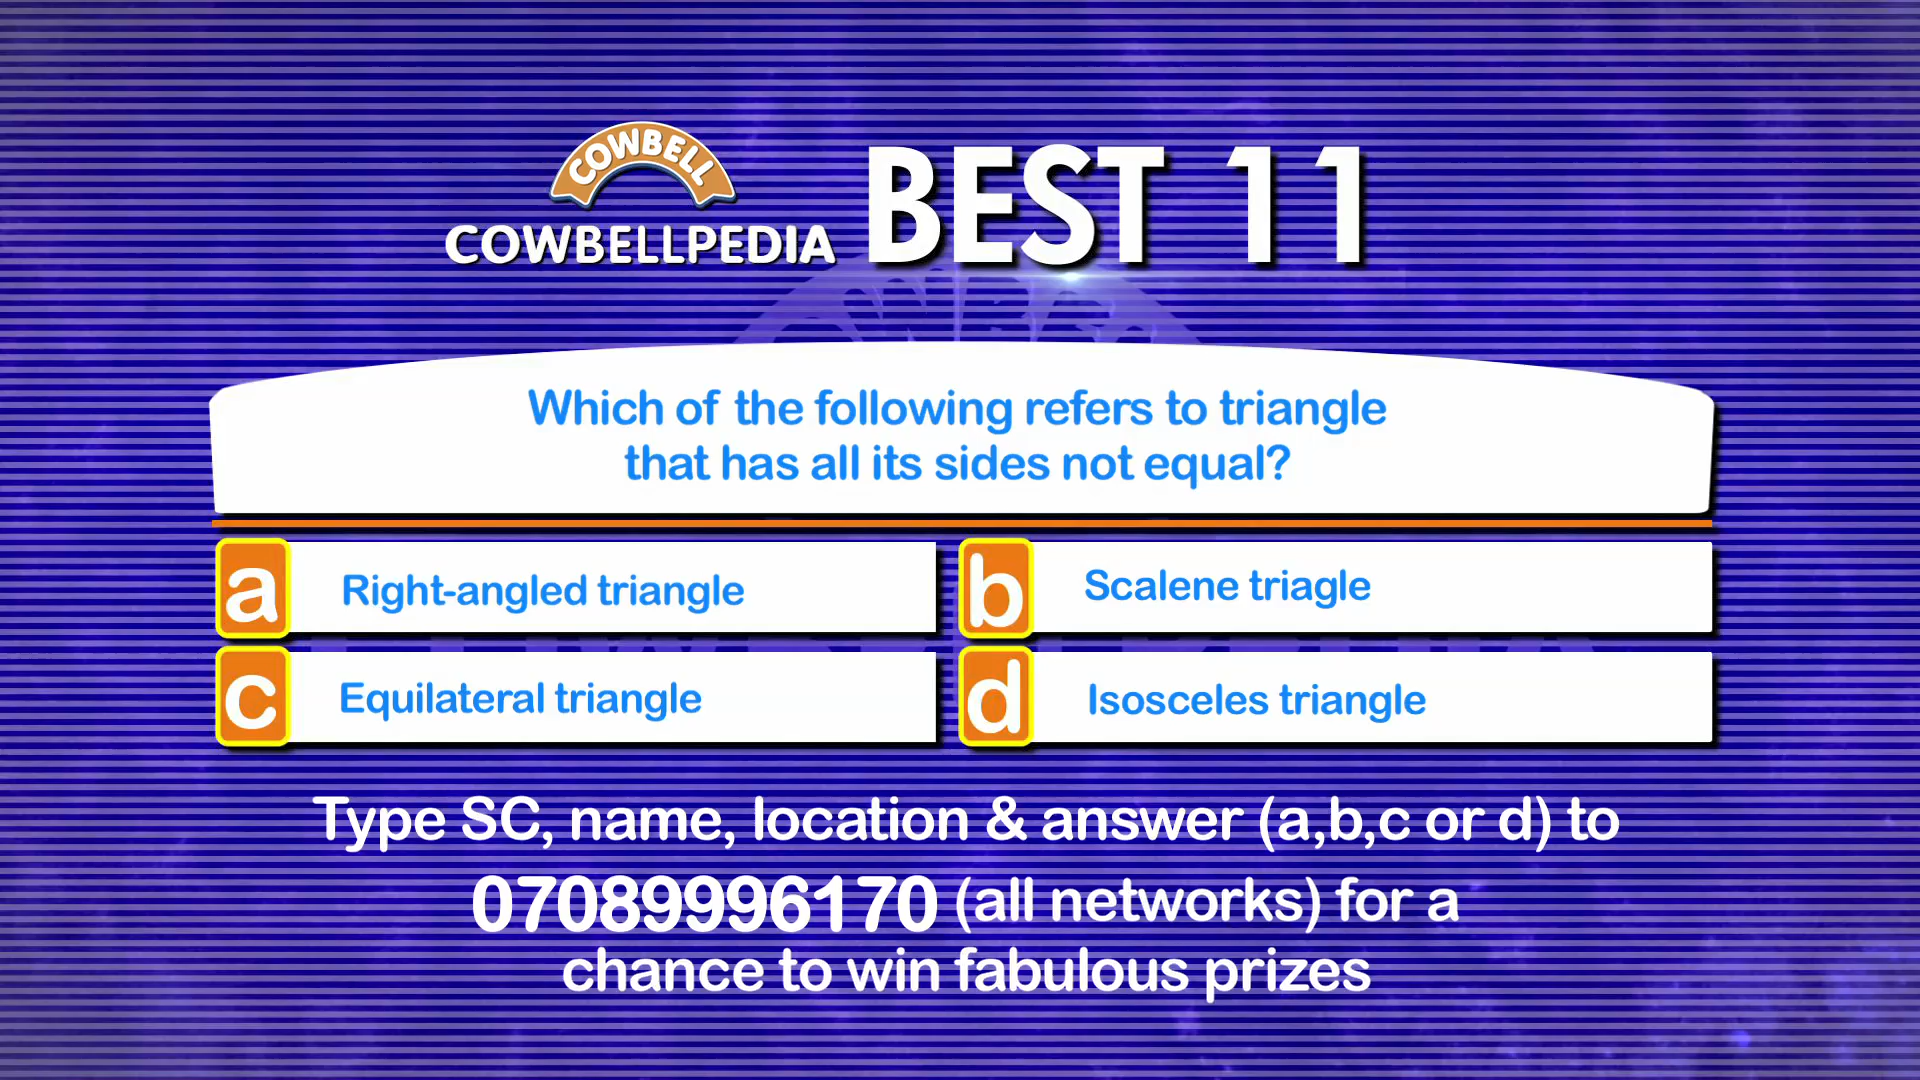 COWBELL
COWBELLPEDIA BEST 11
Which of the following refers to triangle
that has all its sides not equal?
a Right-angled triangle
b Scalene triagle
c Equilateral triangle
d Isosceles triangle
Type SC, name, location & answer (a,b,c or d) to
07089996170 (all networks) for a
chance to win fabulous prizes